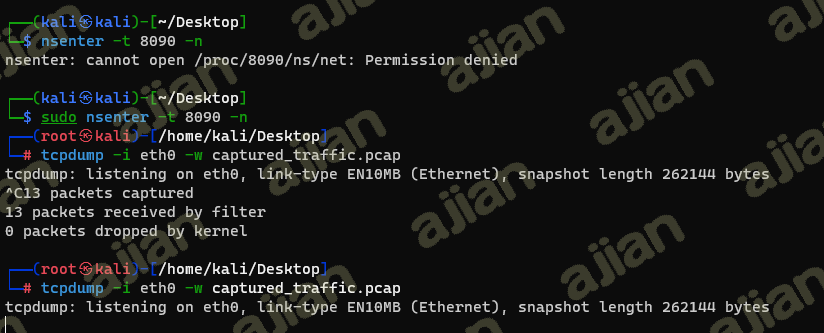 ┌──(kali㉿kali)-[~/Desktop]
└─$ nsenter -t 8090 -n
nsenter: cannot open /proc/8090/ns/net: Permission denied
┌──(kali㉿kali)-[~/Desktop]
└─$ sudo nsenter -t 8090 -n
┌──(root㉿kali)-[/home/kali/Desktop]
└─# tcpdump -i eth0 -w captured_traffic.pcap
tcpdump: listening on eth0, link-type EN10MB (Ethernet), snapshot length 262144 bytes
^C13 packets captured
13 packets received by filter
0 packets dropped by kernel
┌──(root㉿kali)-[/home/kali/Desktop]
└─# tcpdump -i eth0 -w captured_traffic.pcap
tcpdump: listening on eth0, link-type EN10MB (Ethernet), snapshot length 262144 bytes
ajian
ajian
ajian
ajian
ajian
ajian
ajian
ajian
ajian